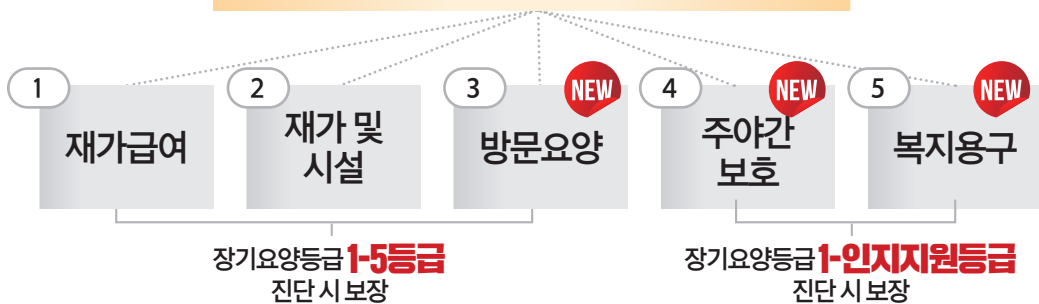 1
재가급여
2
재가 및
시설
3
NEW
방문요양
4
NEW
주야간
보호
5
NEW
복지용구
장기요양등급 1-5등급
진단 시 보장
장기요양등급 1-인지지원등급
진단 시 보장